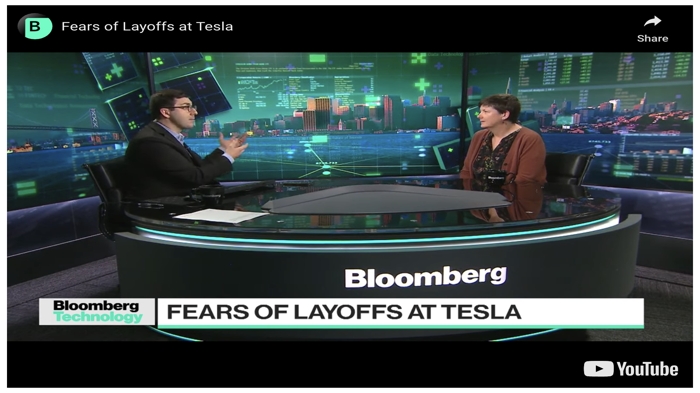 B
Fears of Layoffs at Tesla
Share
Bloomberg
Bloomberg
Technology
FEARS OF LAYOFFS AT TESLA
YouTube